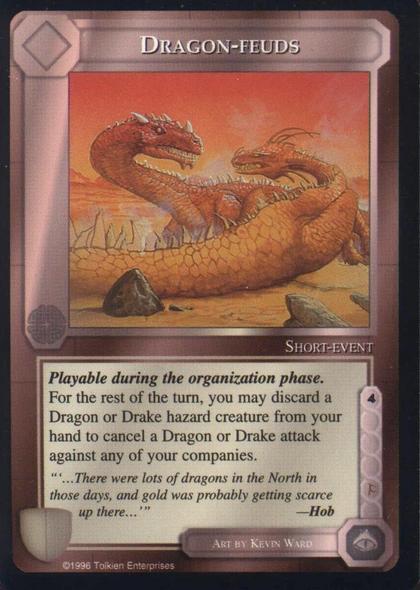 DRAGON-FEUDS
SHORT-EVENT
Playable during the organization phase.
For the rest of the turn, you may discard a
Dragon or Drake hazard creature from your
hand to cancel a Dragon or Drake attack
against any of your companies.
"'...There were lots of dragons in the North in
those days, and gold was probably getting scarce
up there...'" —Hob
4
P
ART BY KEVIN WARD
©1996 Tolkien Enterprises